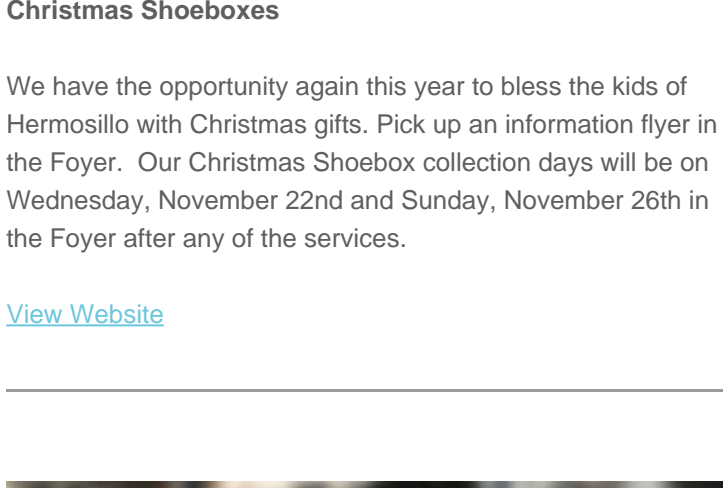 Christmas Shoeboxes
We have the opportunity again this year to bless the kids of
Hermosillo with Christmas gifts. Pick up an information flyer in
the Foyer.  Our Christmas Shoebox collection days will be on
Wednesday, November 22nd and Sunday, November 26th in
the Foyer after any of the services.
View Website